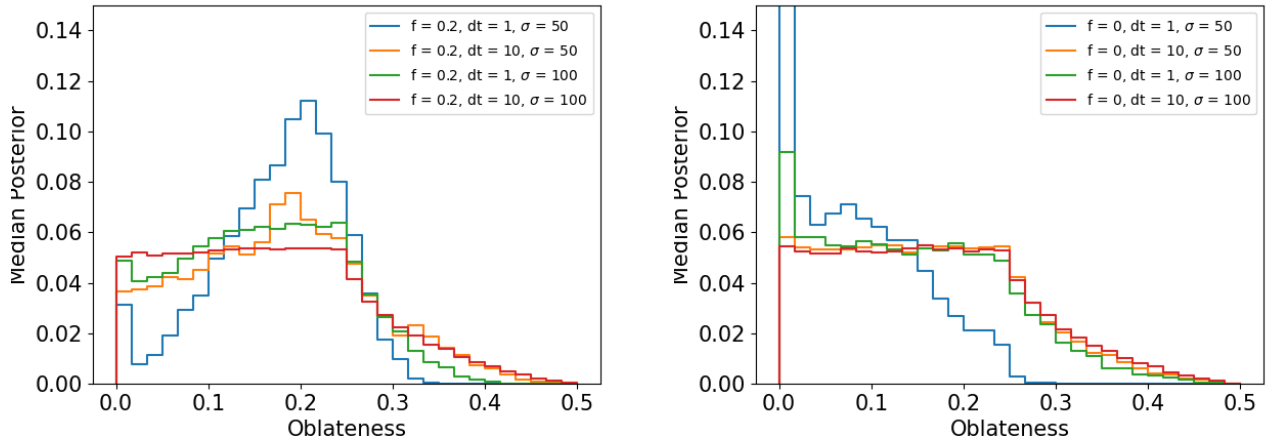 0.14
0.12
0.10
0.08
0.06
0.04
0.02
0.00
Median Posterior
f = 0.2, dt = 1, σ = 50
f = 0.2, dt = 10, σ = 50
f = 0.2, dt = 1, σ = 100
f = 0.2, dt = 10, σ = 100
0.0 0.1 0.2 0.3 0.4 0.5
Oblateness
0.14
0.12
0.10
0.08
0.06
0.04
0.02
0.00
Median Posterior
f = 0, dt = 1, σ = 50
f = 0, dt = 10, σ = 50
f = 0, dt = 1, σ = 100
f = 0, dt = 10, σ = 100
0.0 0.1 0.2 0.3 0.4 0.5
Oblateness